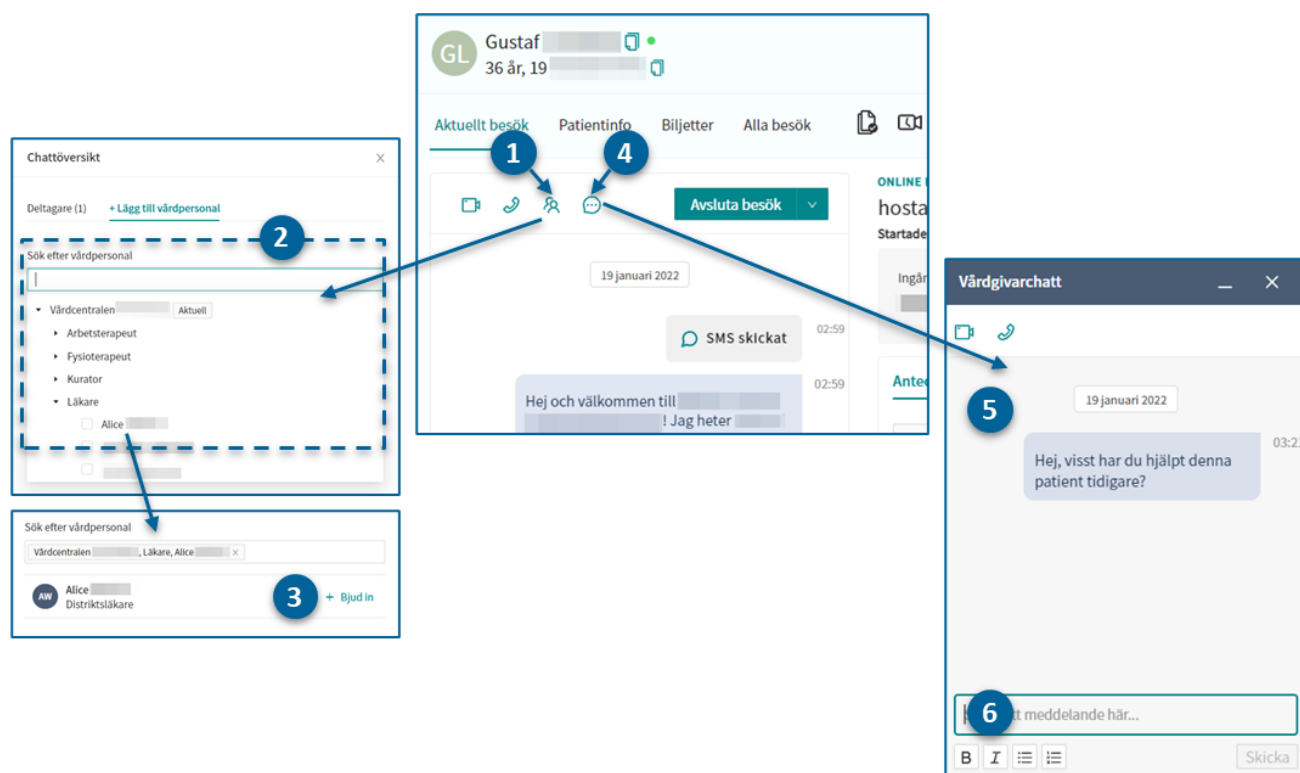 GL
Gustaf
36 år, 19
Aktuellt besök Patientinfo Biljetter Alla besök
1
4
Avsluta besök
19 januari 2022
SMS skIckat
02:59
Hej och välkommen till
! Jag heter
02:59
ONLINE
hosta
Startade
Ingår
Antec
Chattöversikt
Deltagare (1) + Lägg till vårdpersonal
2
Sök efter vårdpersonal
Vårdcentralen Aktuell
Arbetsterapeut
Fysioterapeut
Kurator
Läkare
Alice
Sök efter vårdpersonal
Vårdcentralen , Läkare, Alice
AW
Alice
Distriktsläkare
3
+ Bjud in
Vårdgivarchatt
5
19 januari 2022
Hej, visst har du hjälpt denna
patient tidigare?
6
tt meddelande här...
B I
Skicka